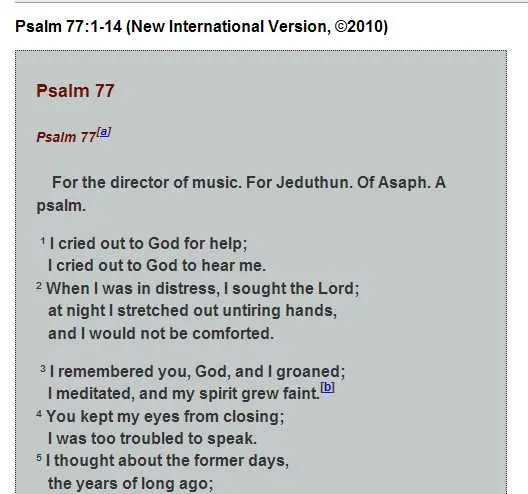 Psalm 77:1-14 (New International Version, ©2010)
Psalm 77
Psalm 77[a]
For the director of music. For Jeduthun. Of Asaph. A
psalm.
1 I cried out to God for help;
I cried out to God to hear me.
2 When I was in distress, I sought the Lord;
at night I stretched out untiring hands,
and I would not be comforted.
3 I remembered you, God, and I groaned;
I meditated, and my spirit grew faint.[b]
4 You kept my eyes from closing;
I was too troubled to speak.
5 I thought about the former days,
the years of long ago;